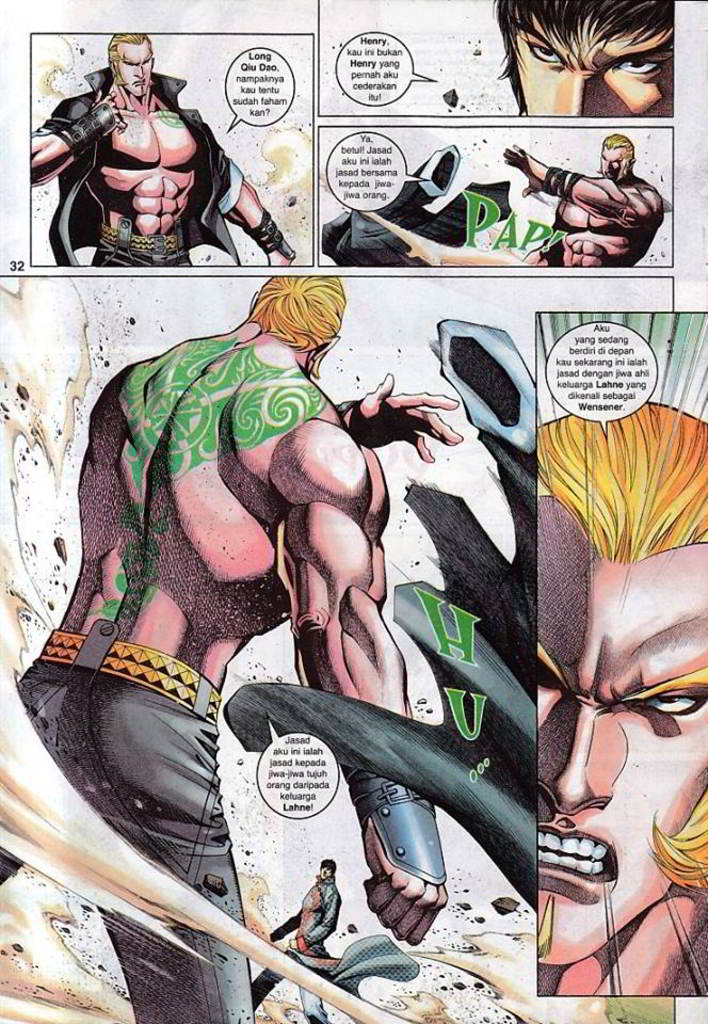 Long
Qiu Dao,
nampaknya
kau tentu
sudah faham
kan?
Henry,
kau ini bukan
Henry yang
pernah aku
cederakan
itu!
Ya,
betul! Jasad
aku ini ialah
jasad bersama
kepada jiwa-
jiwa orang.
PAP!
32
Aku
yang sedang
berdiri di depan
kau sekarang ini ialah
jasad dengan jiwa ahli
keluarga Lahne yang
dikenali sebagai
Wensener.
HU...
Jasad
aku ini ialah
jasad kepada
jiwa-jiwa tujuh
orang daripada
keluarga
Lahne!